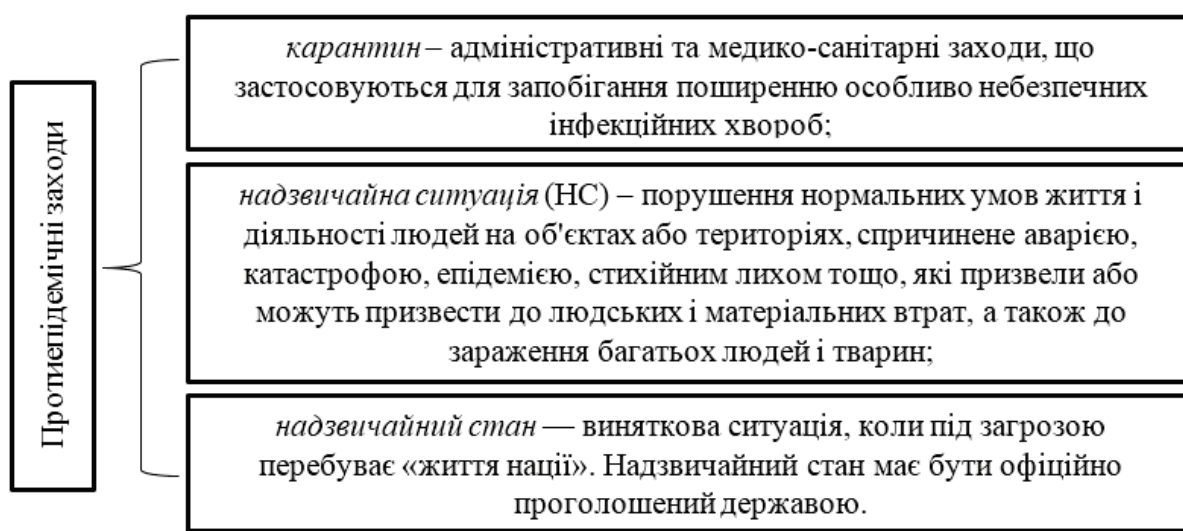 Протиепідемічні заходи
карантин – адміністративні та медико-санітарні заходи, що
застосовуються для запобігання поширенню особливо небезпечних
інфекційних хвороб;
надзвичайна ситуація (НС) – порушення нормальних умов життя і
діяльності людей на об'єктах або територіях, спричинене аварією,
катастрофою, епідемією, стихійним лихом тощо, які призвели або
можуть призвести до людських і матеріальних втрат, а також до
зараження багатьох людей і тварин;
надзвичайний стан — виняткова ситуація, коли під загрозою
перебуває «життя нації». Надзвичайний стан має бути офіційно
проголошений державою.